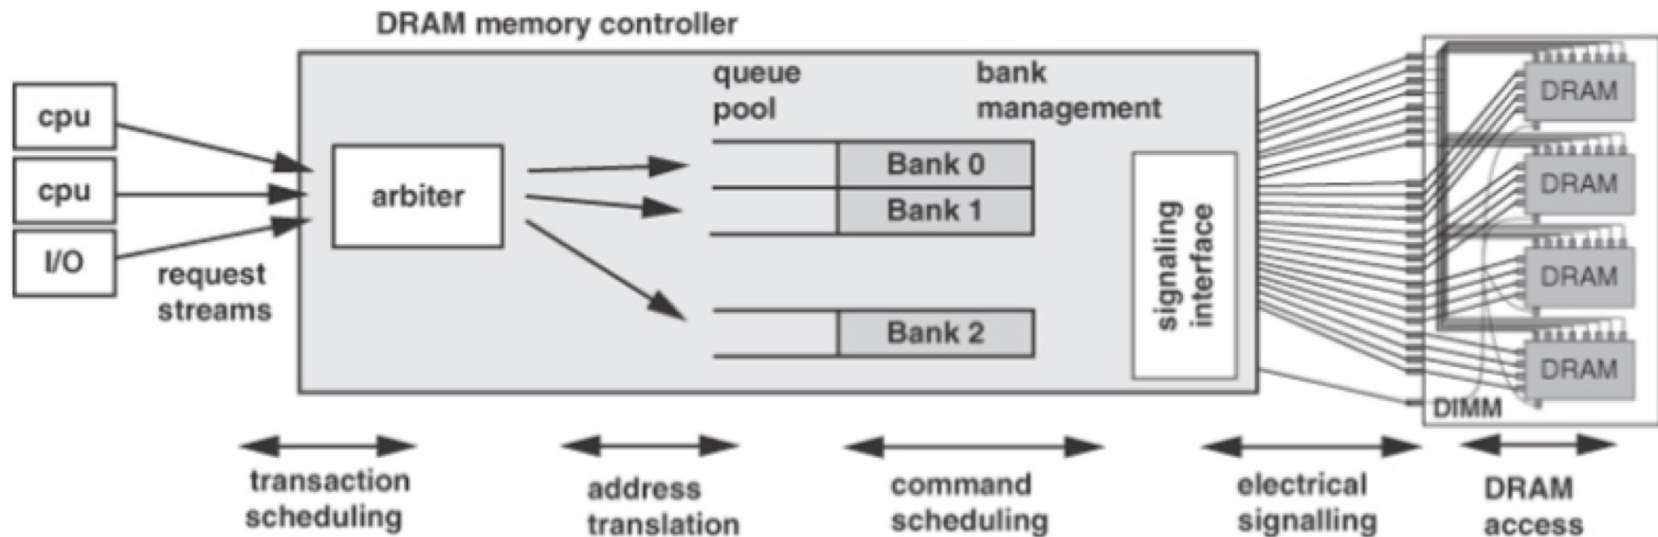 DRAM memory controller
cpu
cpu
I/O
request
streams
arbiter
queue
pool
bank
management
Bank 0
Bank 1
Bank 2
signaling
interface
DRAM
DRAM
DRAM
DRAM
DIMM
transaction
scheduling
address
translation
command
scheduling
electrical
signalling
DRAM
access